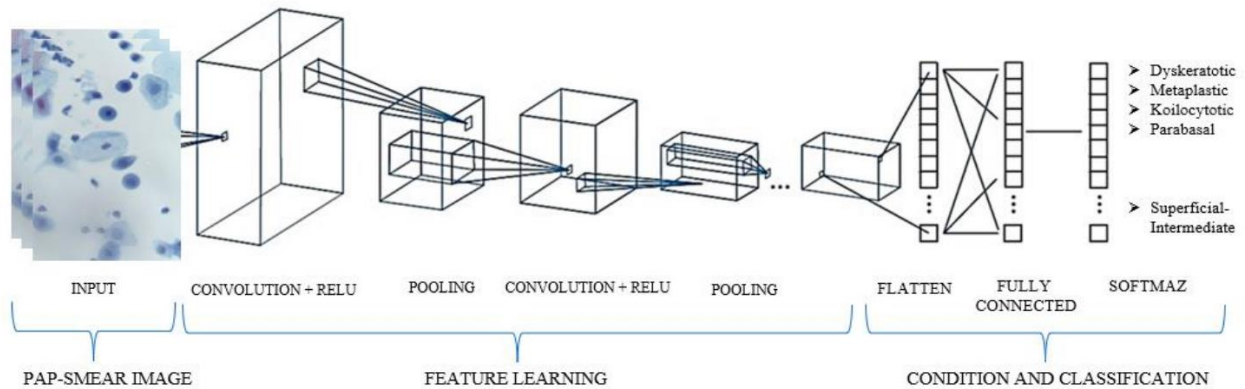 ➢ Dyskeratotic
➢ Metaplastic
➢ Koilocytotic
➢ Parabasal
➢ Superficial-
Intermediate
INPUT
CONVOLUTION + RELU
POOLING
CONVOLUTION + RELU
POOLING
FLATTEN
FULLY
CONNECTED
SOFTMAZ
PAP-SMEAR IMAGE
FEATURE LEARNING
CONDITION AND CLASSIFICATION